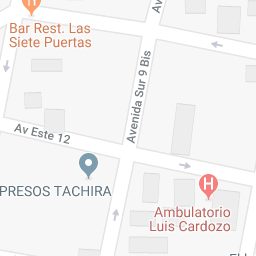 Bar Rest. Las
Siete Puertas
Avenida Sur 9 Bis
Av Este 12
PRESOS TACHIRA
H
Ambulatorio
Luis Cardozo